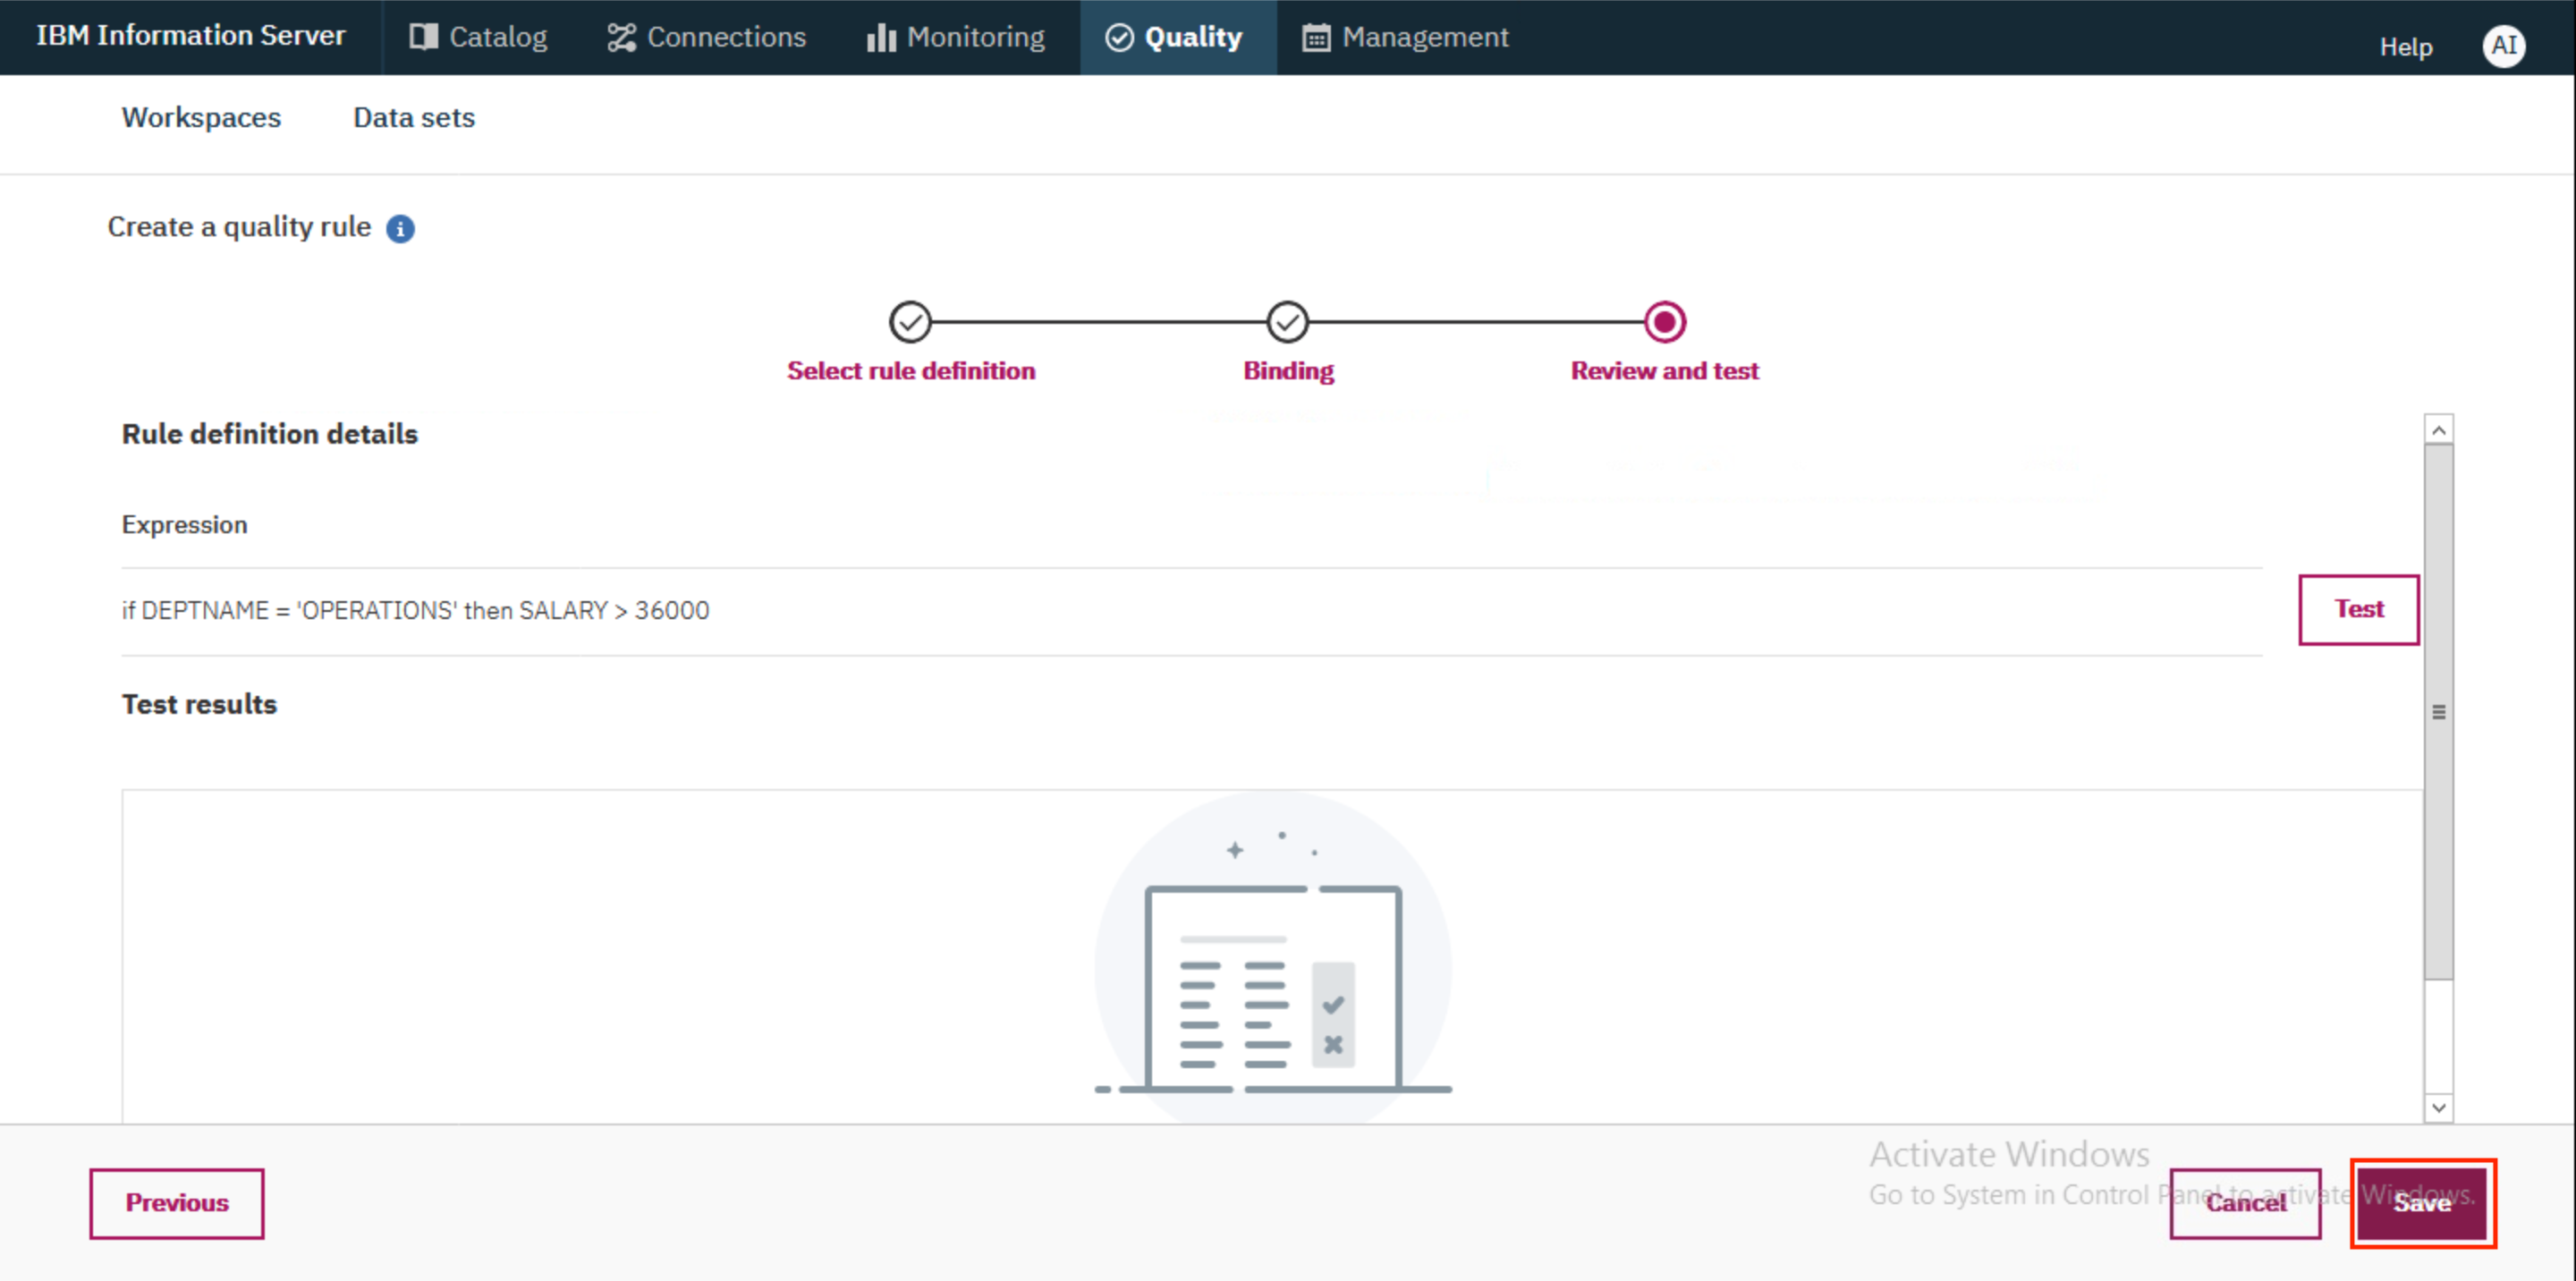 IBM Information Server Catalog Connections Monitoring Quality Management Help AI
Workspaces Data sets
Create a quality rule i
Select rule definition Binding Review and test
Rule definition details
Expression
if DEPTNAME = 'OPERATIONS' then SALARY > 36000
Test
Test results
Activate Windows
Go to System in Control Panel to activate Windows.
Previous Cancel Save